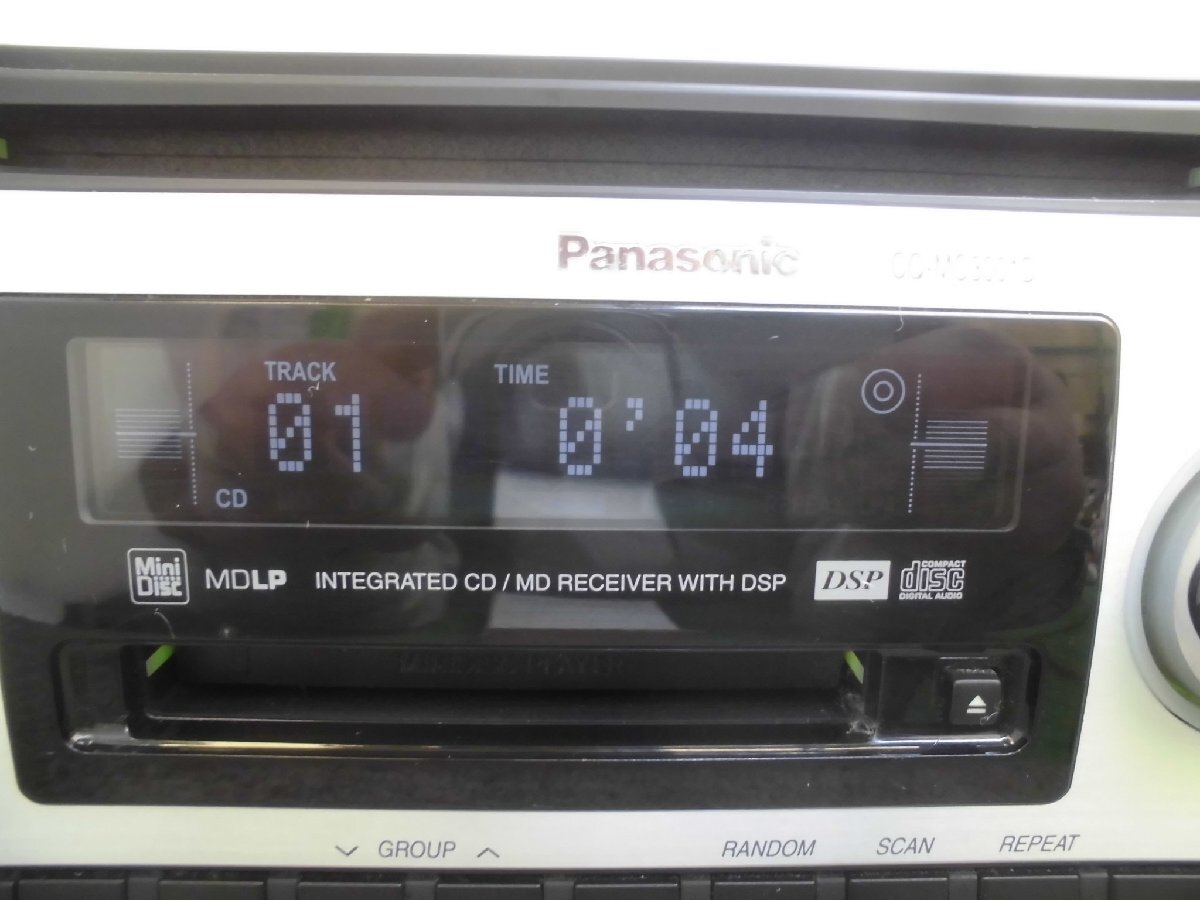 Panasonic
TRACK TIME
01 0’04
CD
Mini Disc MDLP INTEGRATED CD / MD RECEIVER WITH DSP DSP COMPACT disc DIGITAL AUDIO
GROUP RANDOM SCAN REPEAT